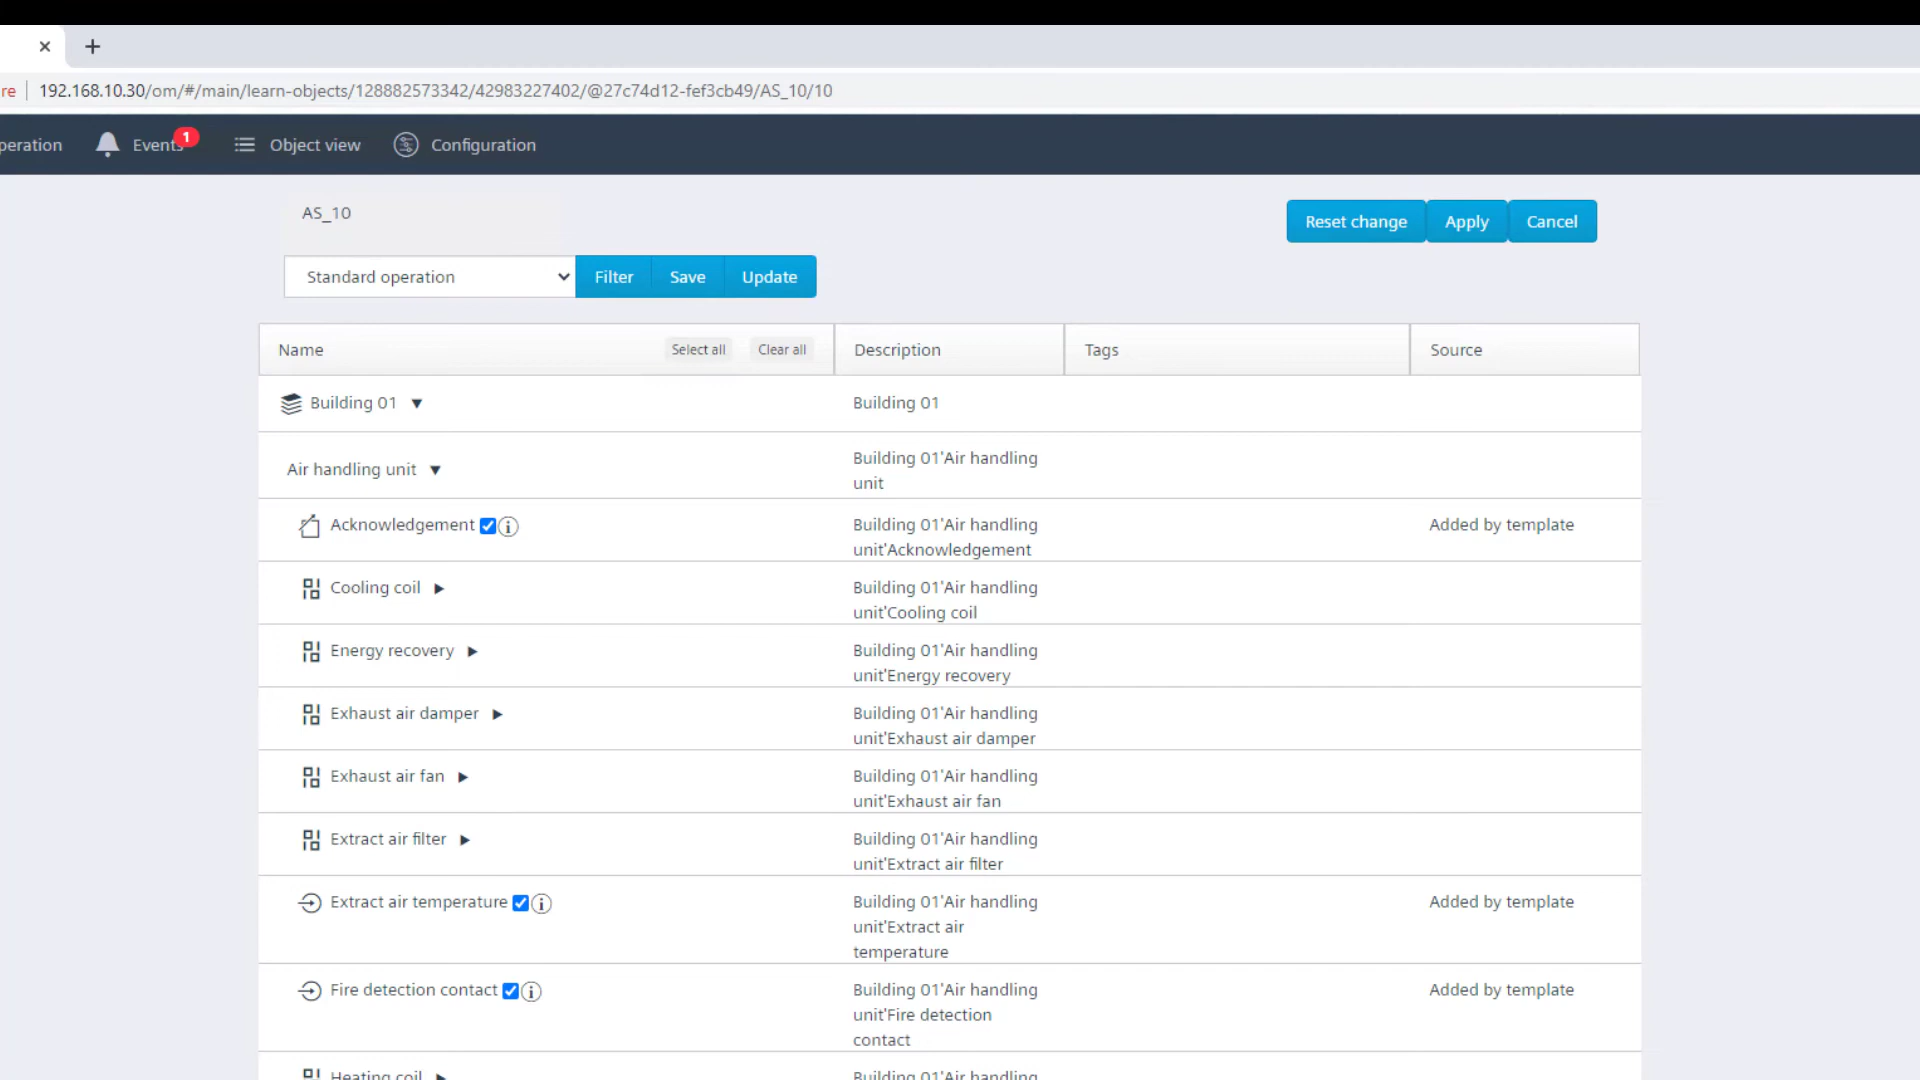 re 192.168.10.30/om/#/main/learn-objects/128882573342/42983227402/@27c74d12-fef3cb49/AS_10/10
peration Events 1 Object view Configuration
AS_10
Reset change Apply Cancel
Standard operation Filter Save Update
Name Select all Clear all Description Tags Source
Building 01 Building 01
Air handling unit Building 01'Air handling
unit
Acknowledgement Building 01'Air handling Added by template
unit'Acknowledgement
Cooling coil Building 01'Air handling
unit'Cooling coil
Energy recovery Building 01'Air handling
unit'Energy recovery
Exhaust air damper Building 01'Air handling
unit'Exhaust air damper
Exhaust air fan Building 01'Air handling
unit'Exhaust air fan
Extract air filter Building 01'Air handling
unit'Extract air filter
Extract air temperature Building 01'Air handling Added by template
unit'Extract air
temperature
Fire detection contact Building 01'Air handling Added by template
unit'Fire detection
contact
Heating coil Building 01'Air handling